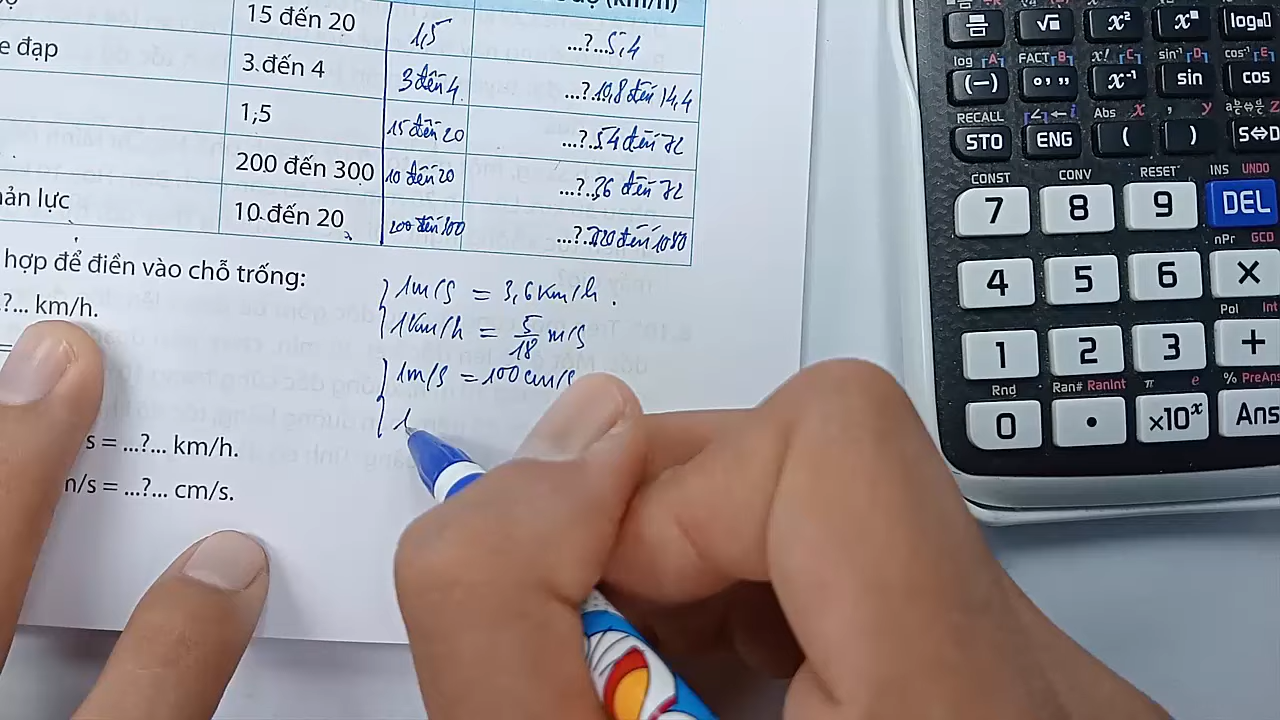 (km/h)
15 đến 20 1,5 ...?...5,4
e đạp 3 đến 4 3 đến 4 ...?.10,8 đến 14,4
1,5 15 đến 20 ...?.54 đến 72
200 đến 300 10 đến 20 ...?.36 đến 72
ản lực 10 đến 20 200 đến 300 ...?.720 đến 1080
hợp để điền vào chỗ trống:
?... km/h.
s = ...?... km/h.
n/s = ...?... cm/s.
1m/s = 3,6 km/h.
1km/h = 5/18 m/s
1m/s = 100 cm/s
1
√ x² x■ log■□
log [A] FACT [B] x! [C] sin⁻¹ [D] cos⁻¹ [E]
(−) ° ' '' x⁻¹ sin cos
RECALL ∠ ← i Abs x , y
STO ENG ( ) S⇔D
CONST CONV RESET INS UNDO
7 8 9 DEL
nPr GCD
4 5 6 ×
Pol Int
1 2 3 +
Rnd Ran# RanInt π e % PreAns
0 • ×10ˣ Ans